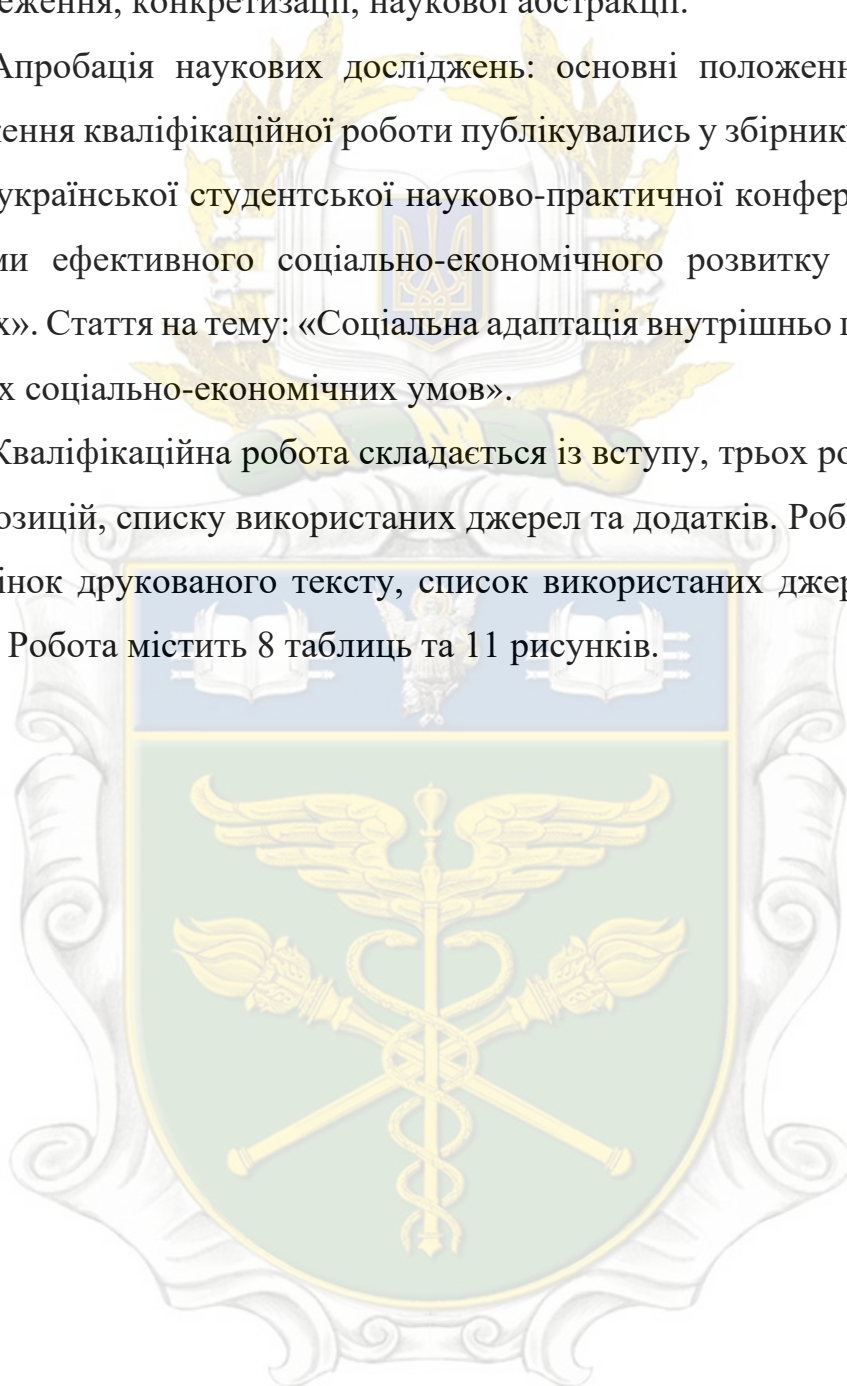 еження, конкретизації, наукової абстракції.
Апробація наукових досліджень: основні положенн
ення кваліфікаційної роботи публікувались у збірник
української студентської науково-практичної конфер
ми ефективного соціально-економічного розвитку
х». Стаття на тему: «Соціальна адаптація внутрішньо
х соціально-економічних умов».
Кваліфікаційна робота складається із вступу, трьох ро
озицій, списку використаних джерел та додатків. Роб
інок друкованого тексту, список використаних джер
Робота містить 8 таблиць та 11 рисунків.